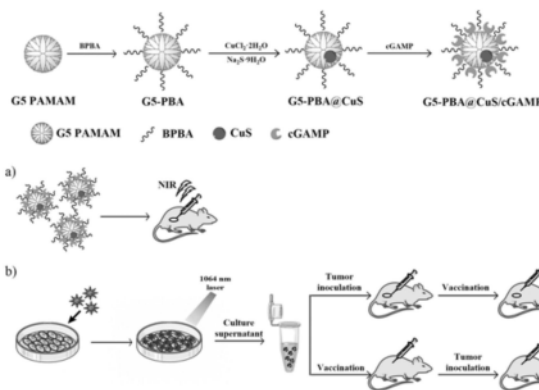 BPBA
CuCl₂·2H₂O
Na₂S·9H₂O
cGAMP
G5 PAMAM
G5-PBA
G5-PBA@CuS
G5-PBA@CuS/cGAMP
G5 PAMAM
BPBA
CuS
cGAMP
a)
NIR
b)
1064 nm
laser
Culture
supernatant
Tumor
inoculation
Vaccination
Vaccination
Tumor
inoculation